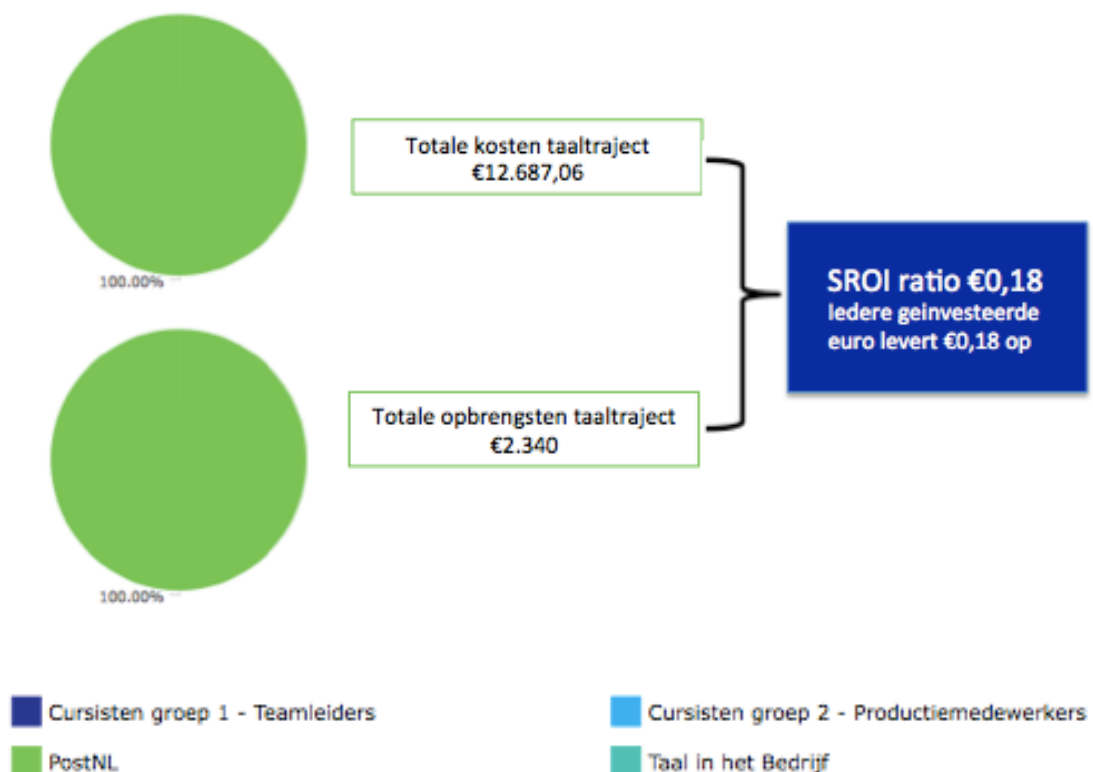 Totale kosten taaltraject
€12.687,06
100.00%
SROI ratio €0,18
Iedere geinvesteerde
euro levert €0,18 op
Totale opbrengsten taaltraject
€2.340
100.00%
Cursisten groep 1 - Teamleiders
Cursisten groep 2 - Productiemedewerkers
PostNL
Taal in het Bedrijf